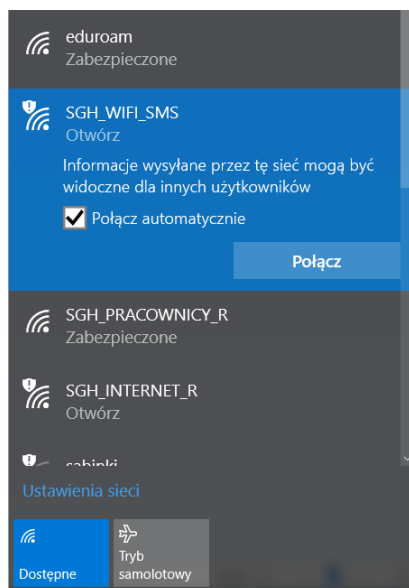 eduroam
Zabezpieczone
SGH_WIFI_SMS
Otwórz
Informacje wysyłane przez tę sieć mogą być
widoczne dla innych użytkowników
Połącz automatycznie
Połącz
SGH_PRACOWNICY_R
Zabezpieczone
SGH_INTERNET_R
Otwórz
Ustawienia sieci
Dostępne
Tryb
samolotowy